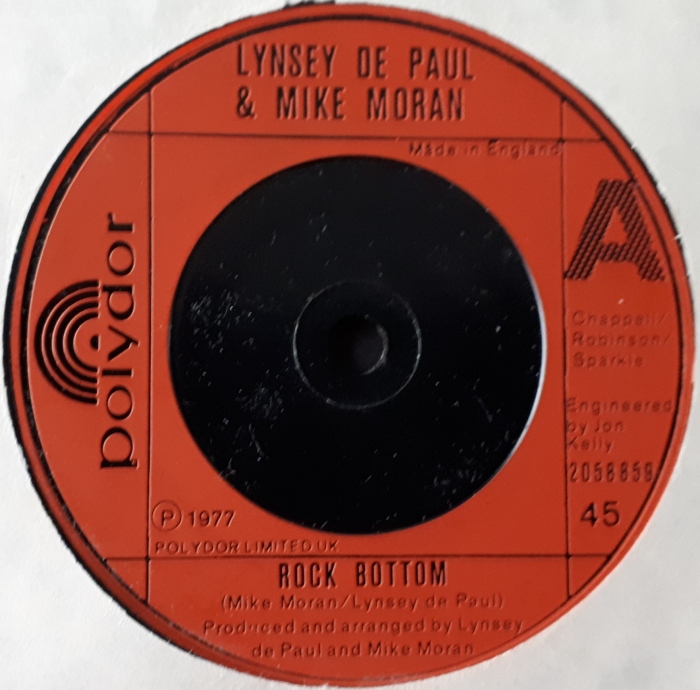 LYNSEY DE PAUL
& MIKE MORAN
Made in England
polydor
A
Chappell/
Robinson/
Sparkle
Engineered
by Jon
Kelly
2058859
45
P 1977
POLYDOR LIMITED UK
ROCK BOTTOM
(Mike Moran/Lynsey de Paul)
Produced and arranged by Lynsey
de Paul and Mike Moran